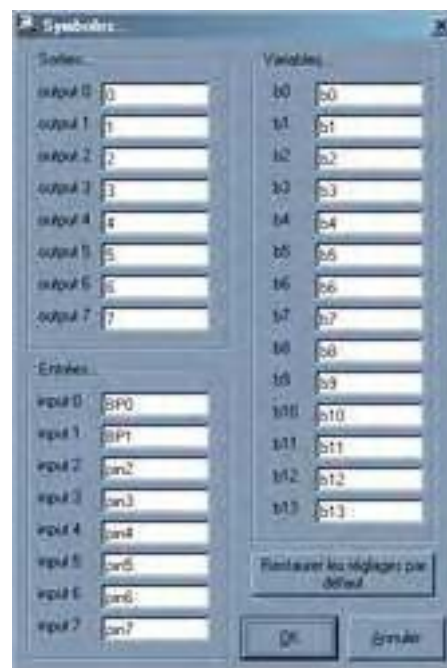 Symboles...
Sorties...
output 0 0
output 1 1
output 2 2
output 3 3
output 4 4
output 5 5
output 6 6
output 7 7
Entrées...
input 0 BP0
input 1 BP1
input 2 pin2
input 3 pin3
input 4 pin4
input 5 pin5
input 6 pin6
input 7 pin7
Variables...
b0 b0
b1 b1
b2 b2
b3 b3
b4 b4
b5 b5
b6 b6
b7 b7
b8 b8
b9 b9
b10 b10
b11 b11
b12 b12
b13 b13
Restaurer les réglages par
défaut
OK
Annuler